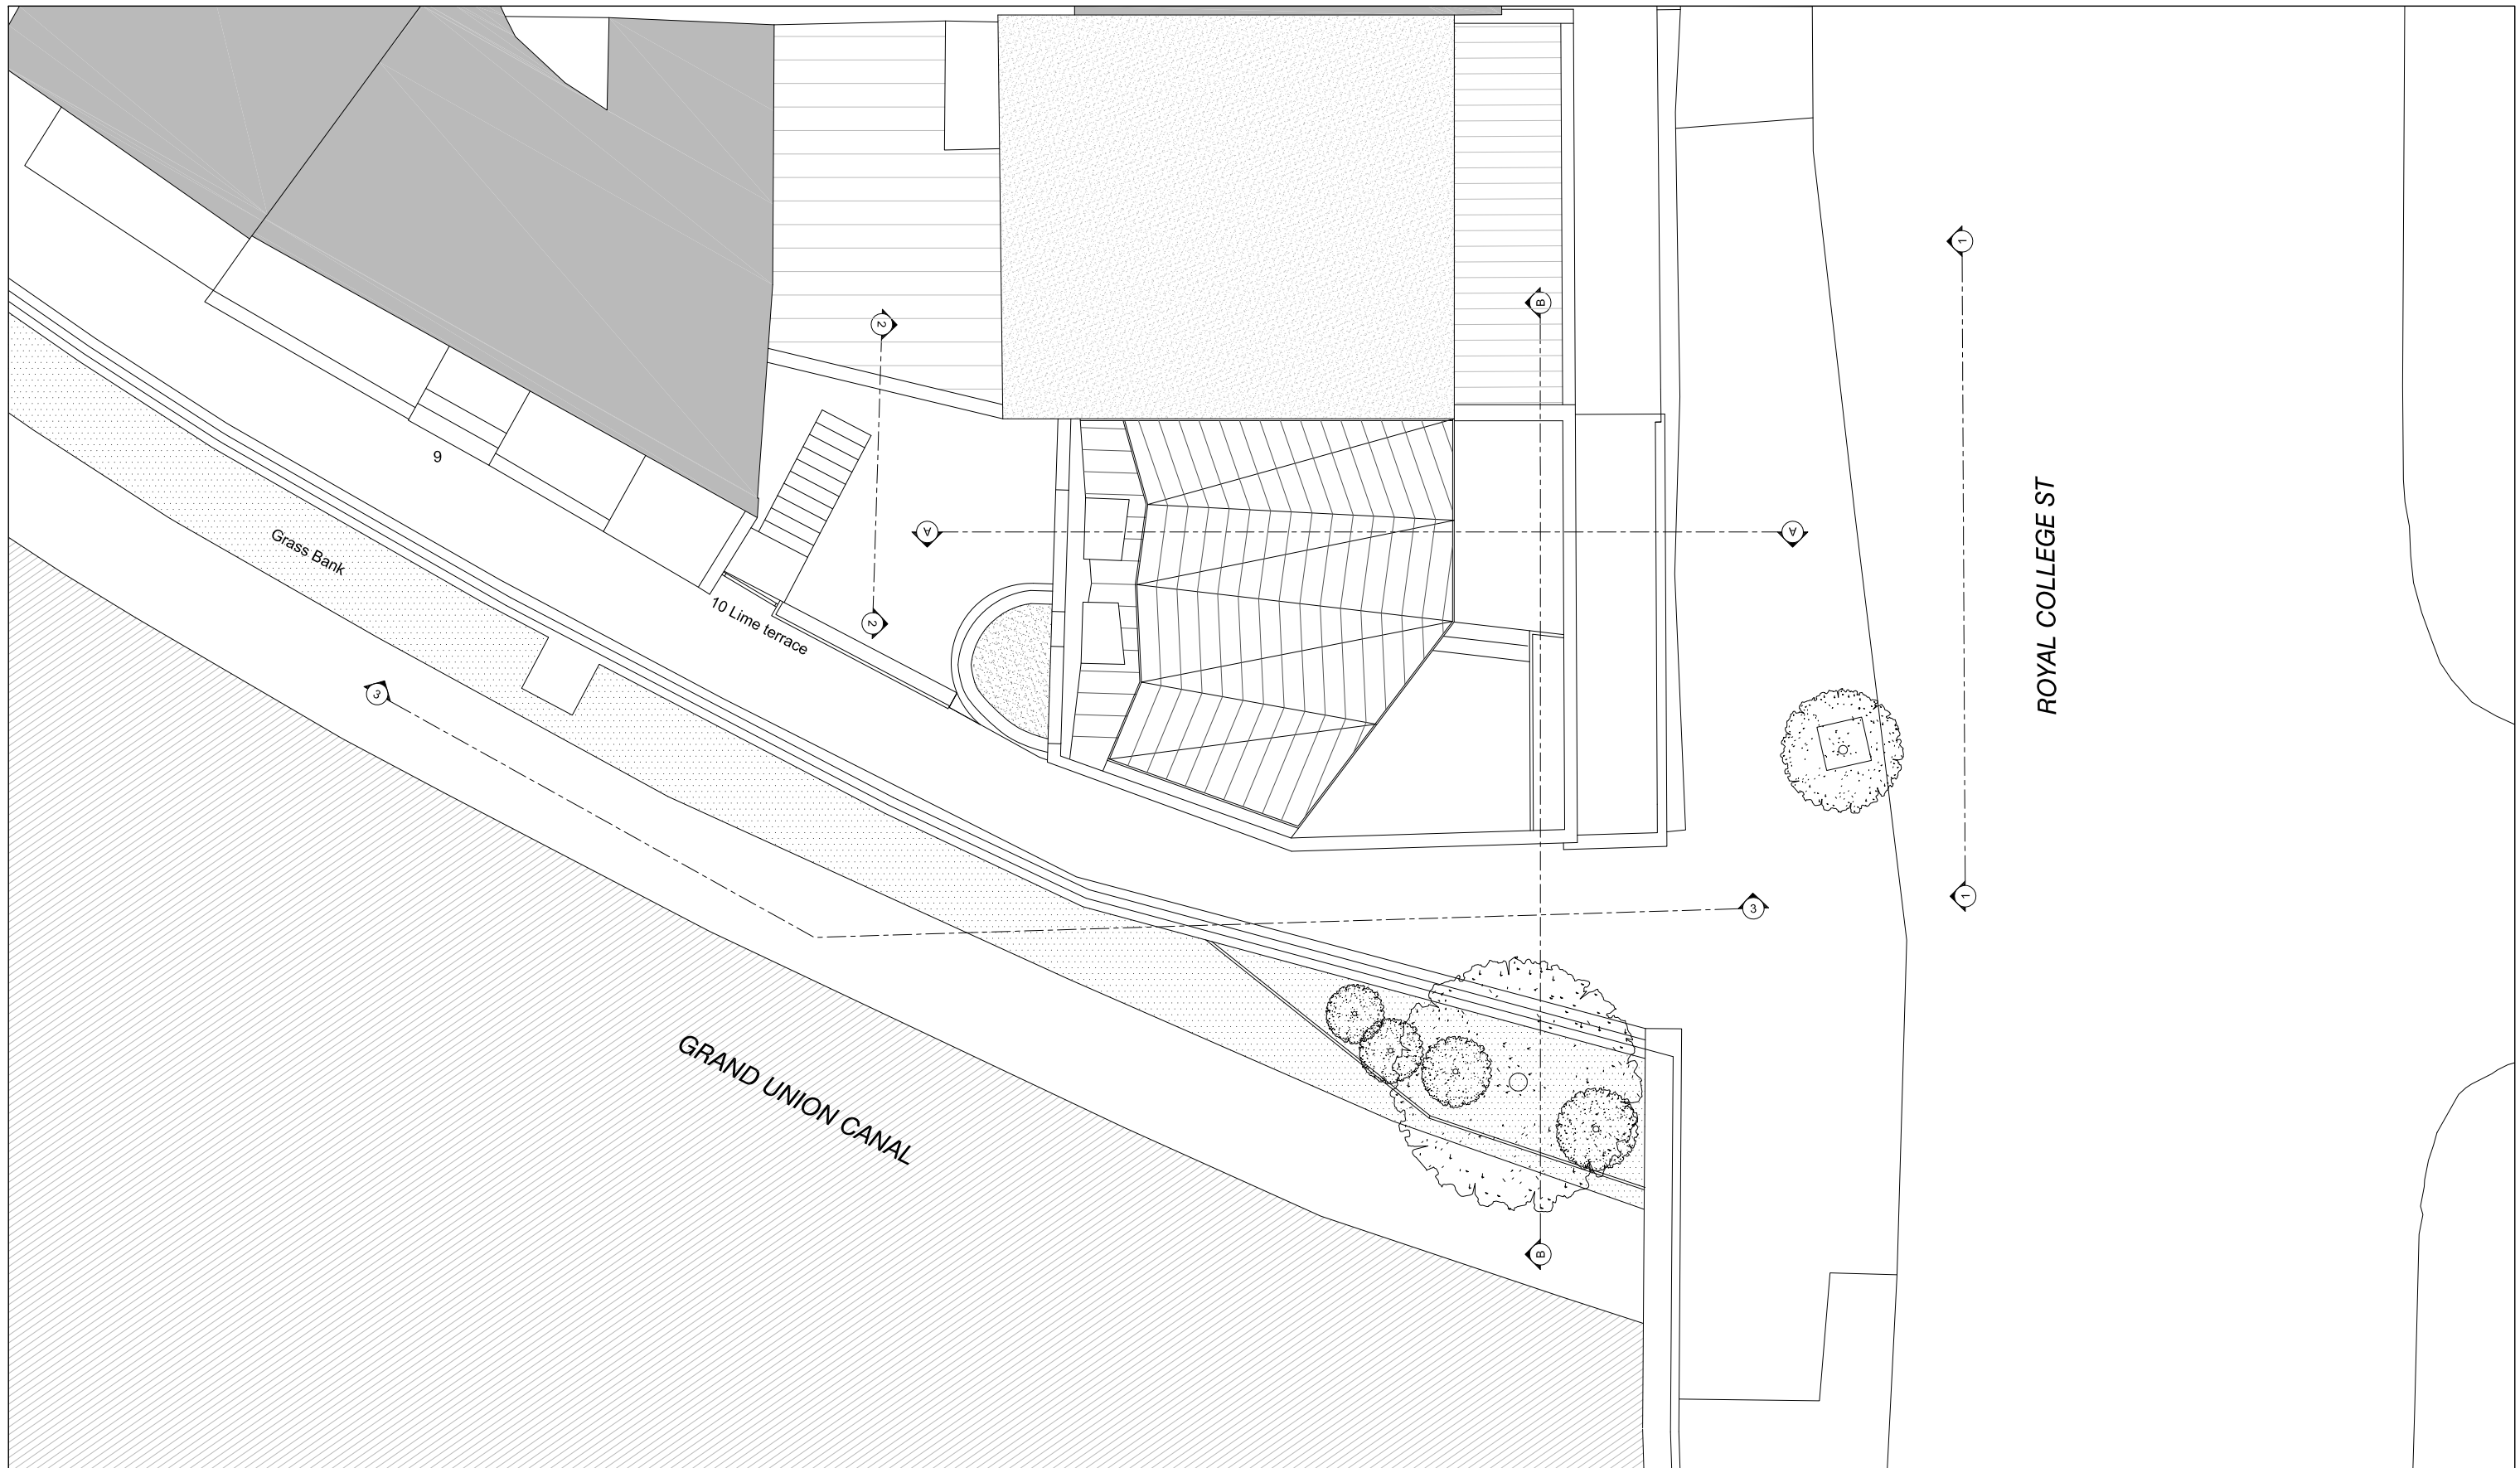 1
B
2
9
ROYAL COLLEGE ST
Grass Bank
A
A
10 Lime terrace
2
3
1
3
GRAND UNION CANAL
B